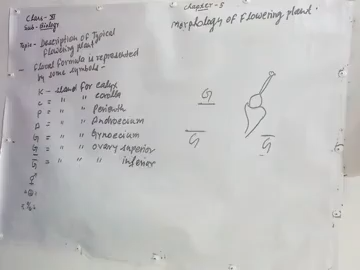 Class - XI
Sub - Biology
Chapter - 5
Morphology of Flowering plant.
Topic - Description of Typical
flowering plant
- Floral formula is represented
by some symbols.
K - stand for calyx
C = " " corolla
P = " " Perianth
A = " " Androecium
G = " " Gynoecium
G = " " ovary superior
G = " " inferior
G
G
G